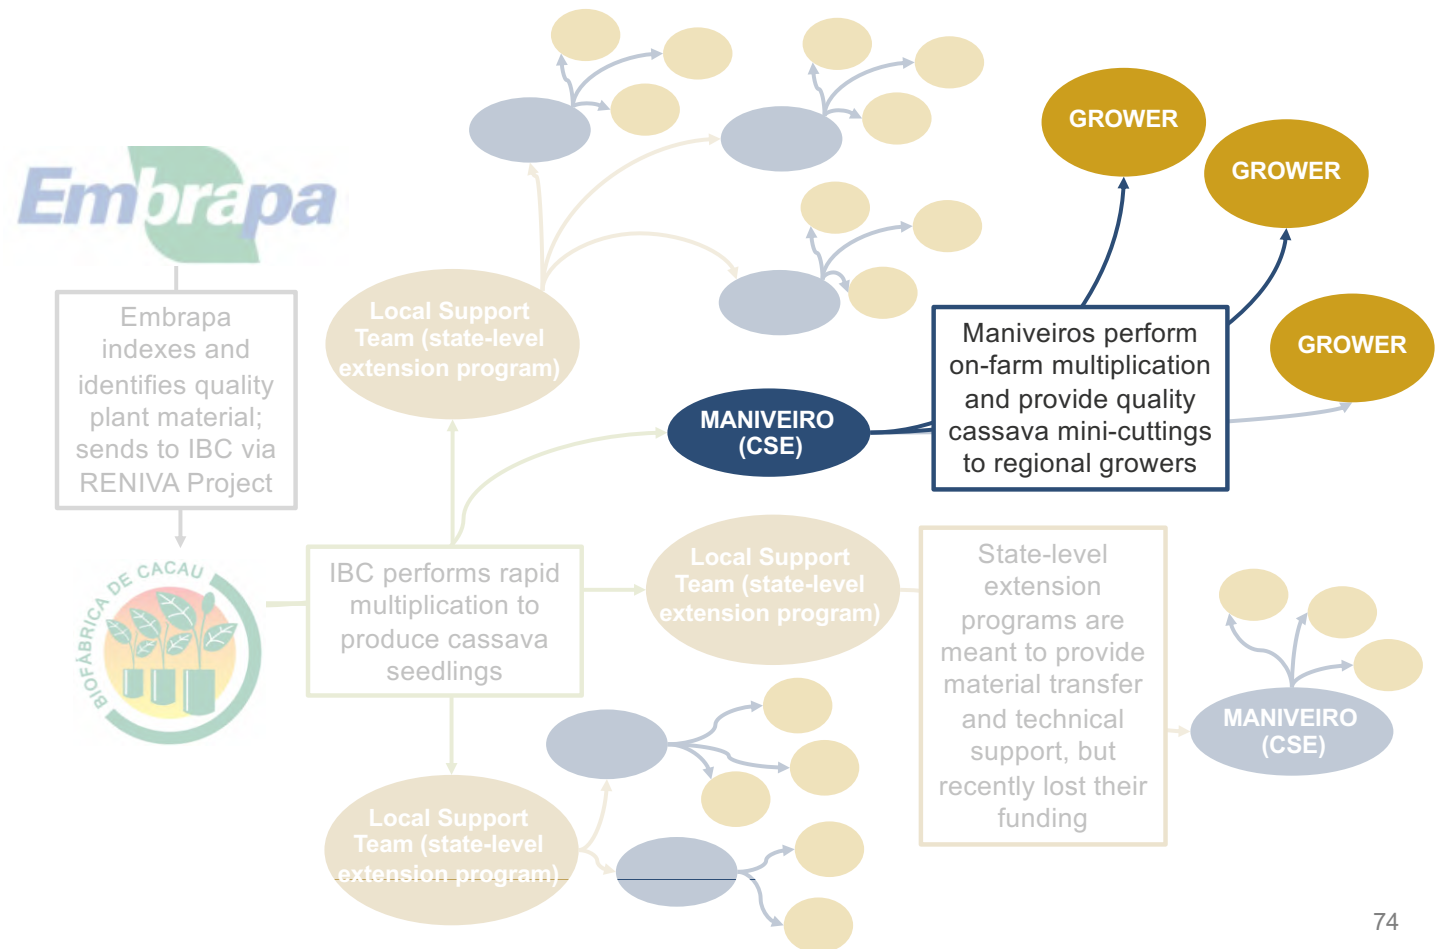 Embrapa
Embrapa
indexes and
identifies quality
plant material;
sends to IBC via
RENIVA Project
BIOFÁBRICA DE CACAU
IBC performs rapid
multiplication to
produce cassava
seedlings
Local Support
Team (state-level
extension program)
MANIVEIRO
(CSE)
Maniveiros perform
on-farm multiplication
and provide quality
cassava mini-cuttings
to regional growers
GROWER
GROWER
GROWER
Local Support
Team (state-level
extension program)
State-level
extension
programs are
meant to provide
material transfer
and technical
support, but
recently lost their
funding
MANIVEIRO
(CSE)
Local Support
Team (state-level
extension program)
74